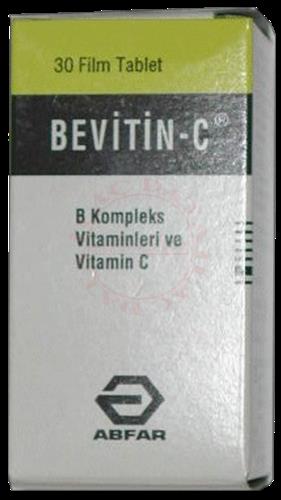 30 Film Tablet
BEVİTİN-C®
B Kompleks
Vitaminleri ve
Vitamin C
ABFAR